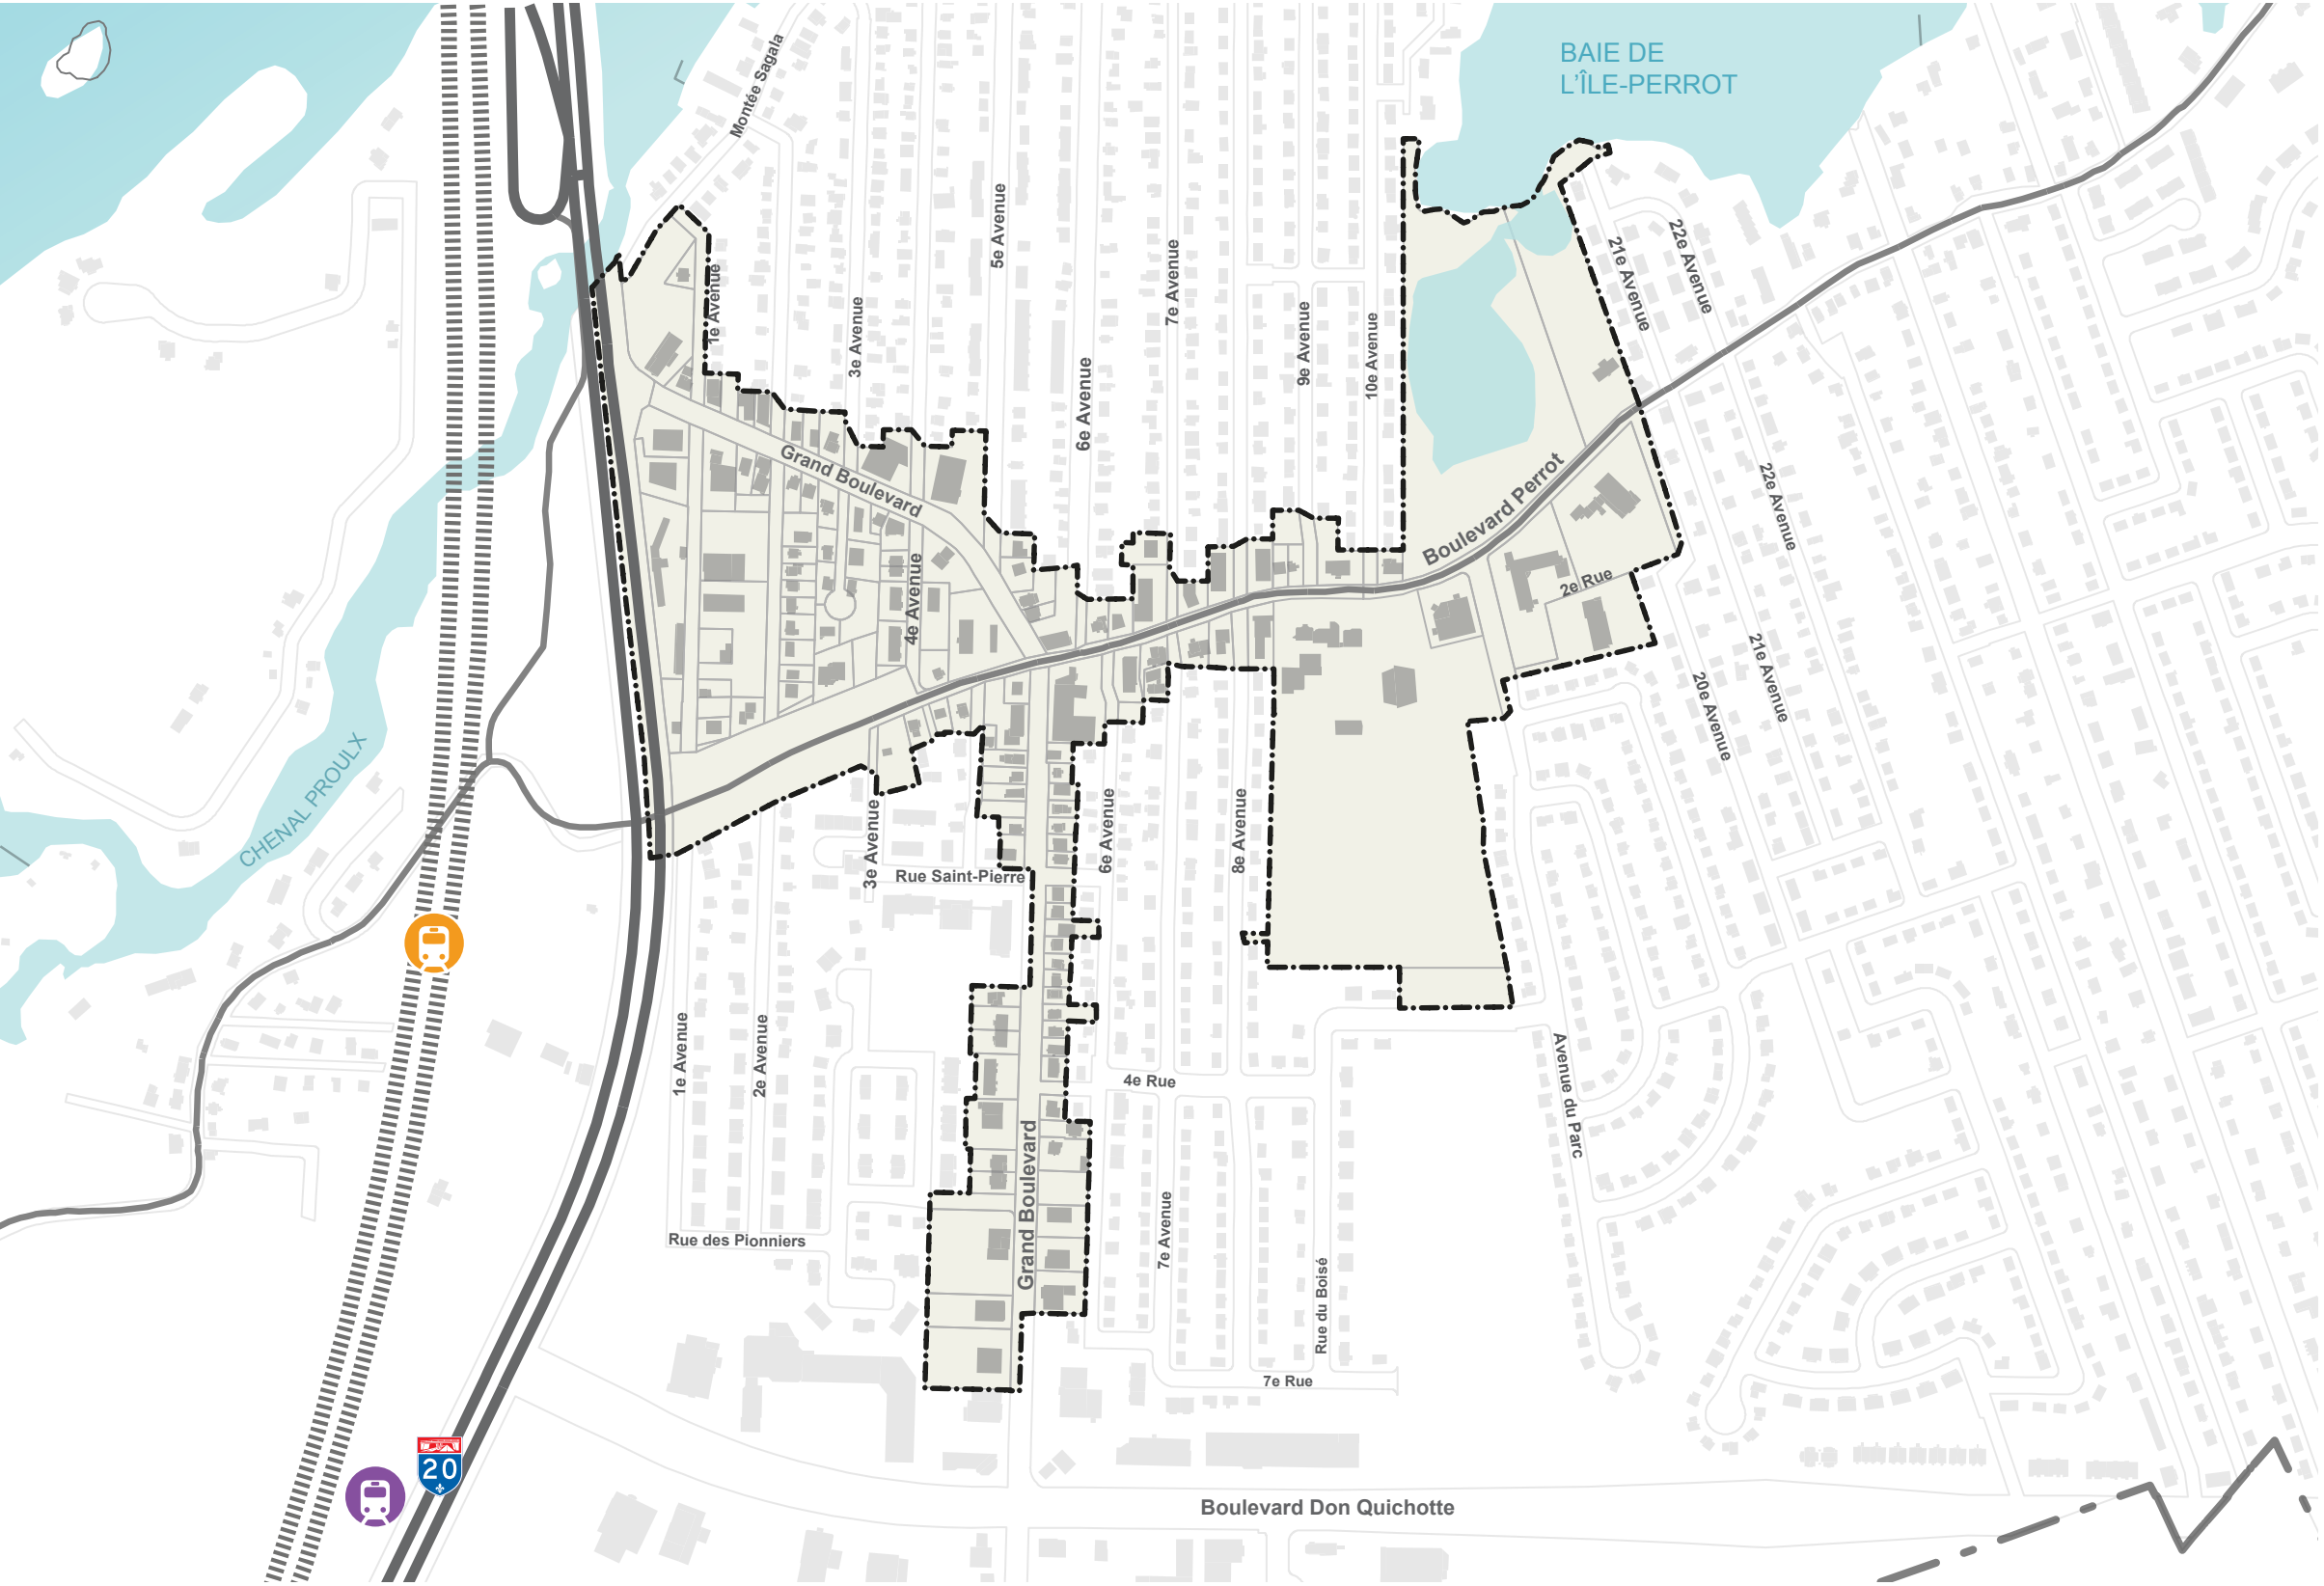 BAIE DE
L'ÎLE-PERROT
Montée Sagala
5e Avenue
22e Avenue
21e Avenue
7e Avenue
1e Avenue
3e Avenue
9e Avenue
10e Avenue
6e Avenue
Grand Boulevard
Boulevard Perrot
22e Avenue
4e Avenue
2e Rue
21e Avenue
20e Avenue
CHENAL PROULX
3e Avenue
6e Avenue
8e Avenue
Rue Saint-Pierre
1e Avenue
2e Avenue
4e Rue
Avenue du Parc
Grand Boulevard
7e Avenue
Rue des Pionniers
Rue du Boisé
7e Rue
20
Boulevard Don Quichotte